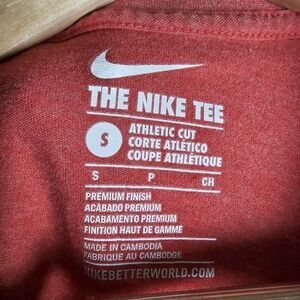 THE NIKE TEE
S
ATHLETIC CUT
CORTE ATLÉTICO
COUPE ATHLÉTIQUE
S P CH
PREMIUM FINISH
ACABADO PREMIUM
ACABAMENTO PREMIUM
FINITION HAUT DE GAMME
MADE IN CAMBODIA
FABRIQUE AU CAMBODGE
NIKEBETTERWORLD.COM